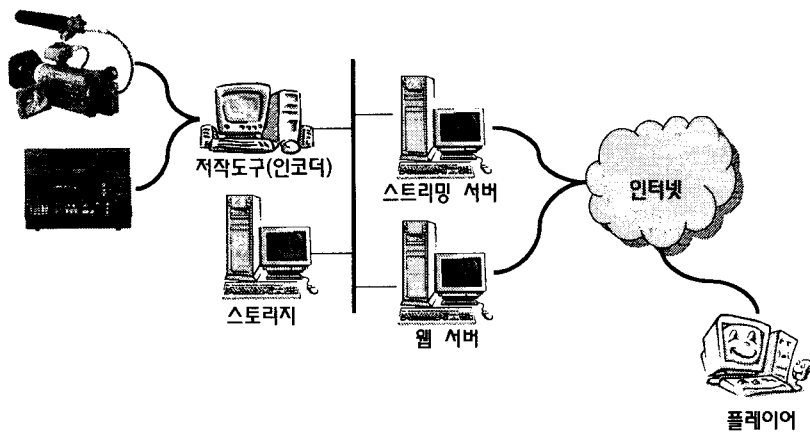 저작도구(인코더)
스트리밍 서버
인터넷
스토리지
웹 서버
플레이어